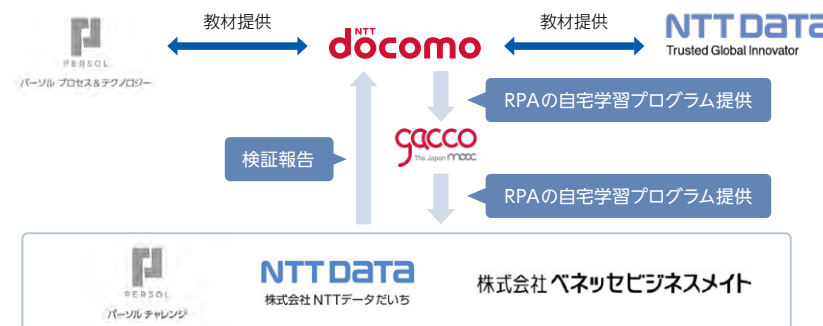 教材提供
教材提供
NTT
docomo
NTT DATA
Trusted Global Innovator
PERSOL
パーソル プロセス&テクノロジー
RPAの自宅学習プログラム提供
gacco
The Japan mooc
検証報告
RPAの自宅学習プログラム提供
PERSOL
パーソル チャレンジ
NTT DATA
株式会社 NTTデータだいち
株式会社 ベネッセビジネスメイト